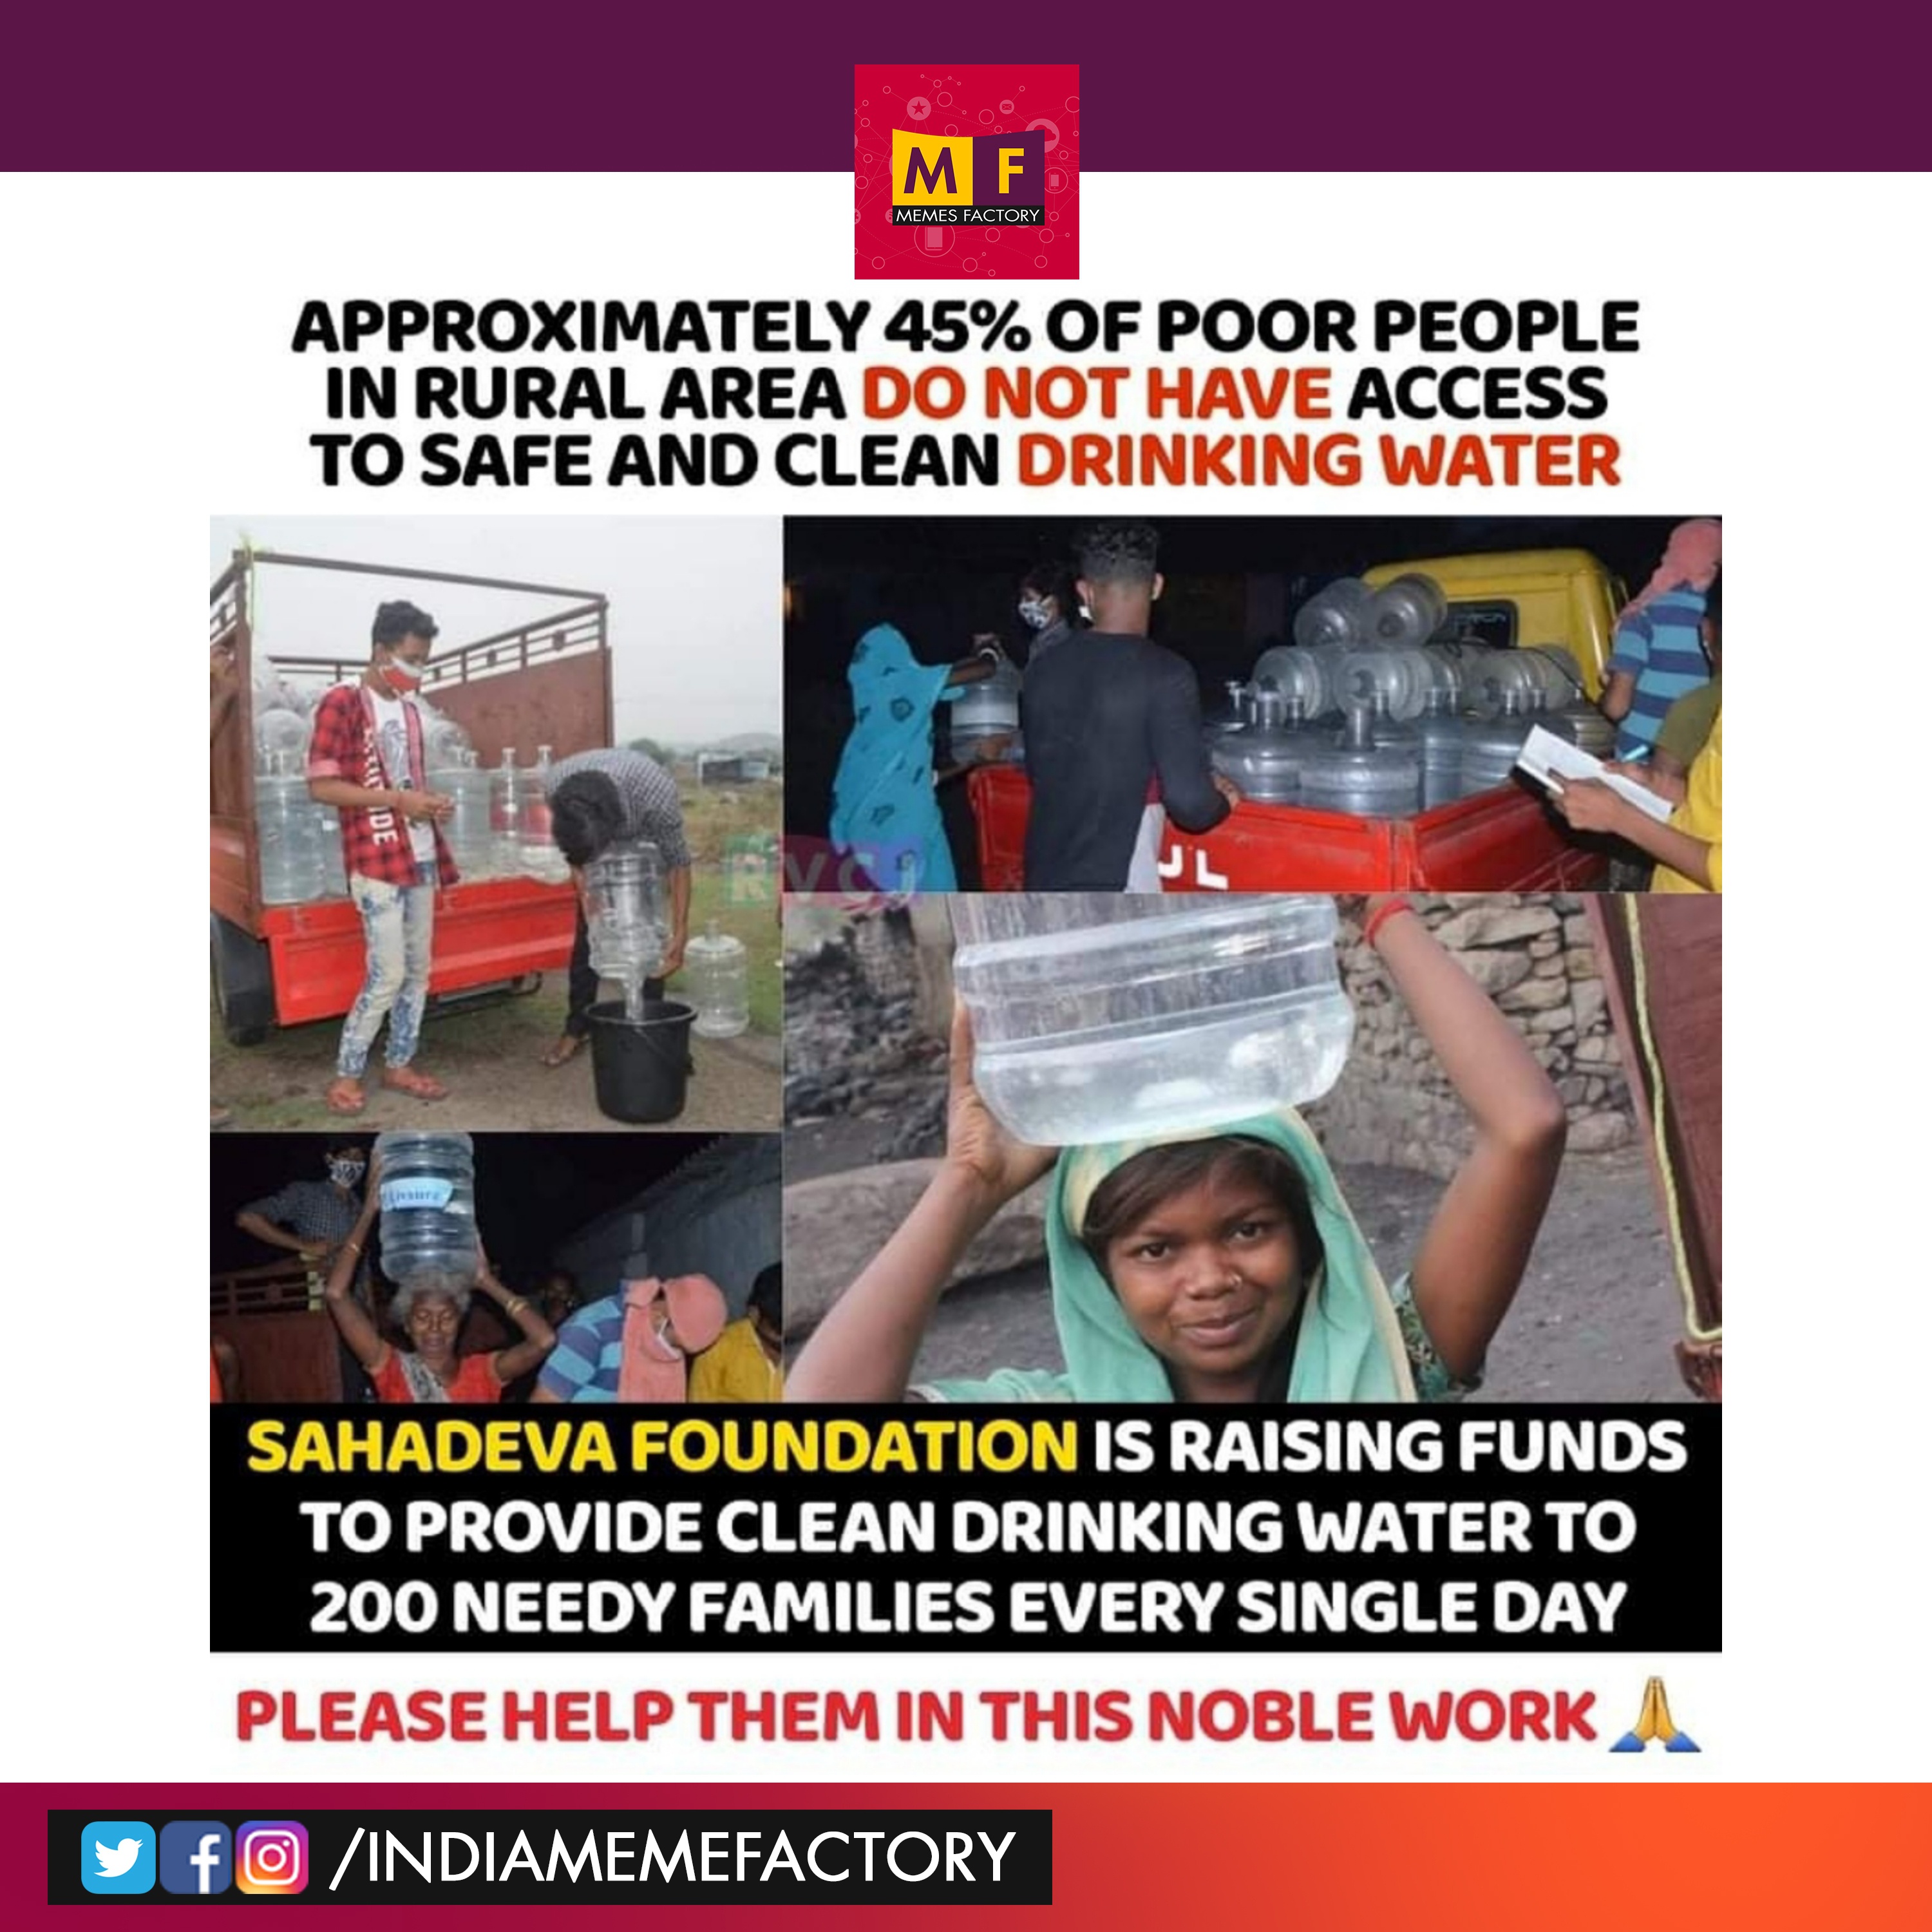 M F
MEMES FACTORY
APPROXIMATELY 45% OF POOR PEOPLE
IN RURAL AREA DO NOT HAVE ACCESS
TO SAFE AND CLEAN DRINKING WATER
RVCJ
JL
SAHADEVA FOUNDATION IS RAISING FUNDS
TO PROVIDE CLEAN DRINKING WATER TO
200 NEEDY FAMILIES EVERY SINGLE DAY
PLEASE HELP THEM IN THIS NOBLE WORK 🙏
/INDIAMEMEFACTORY